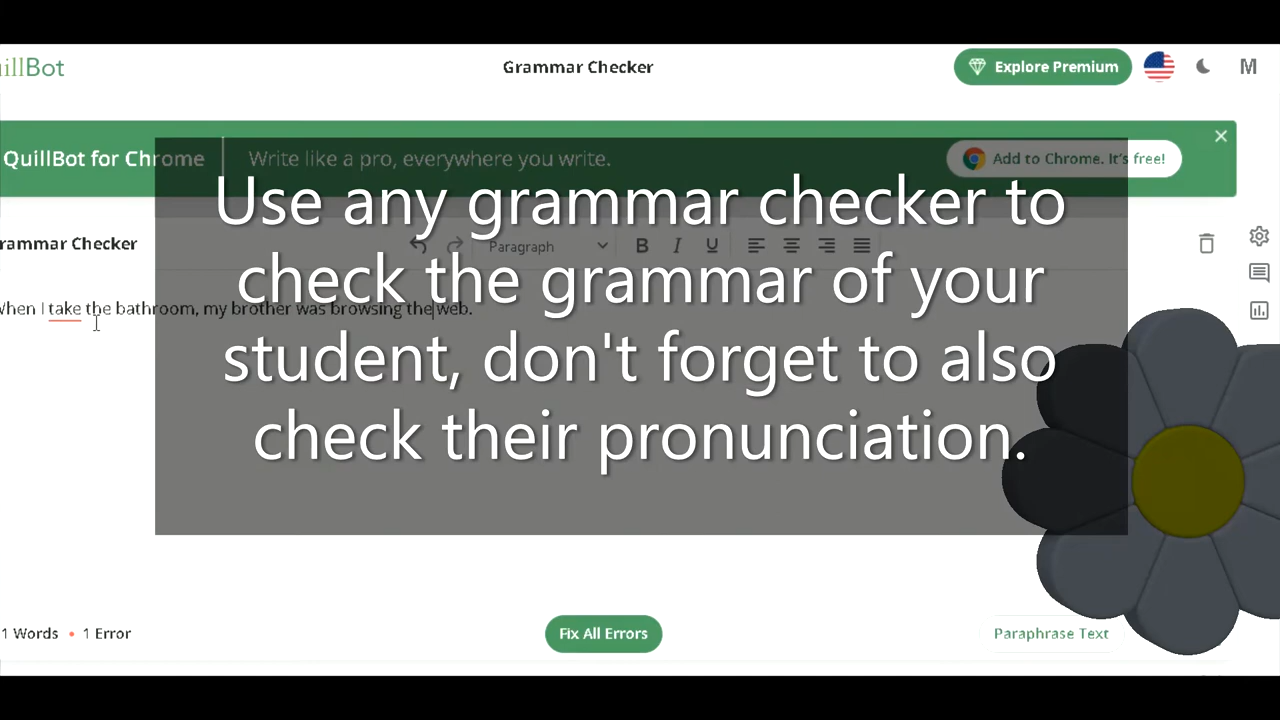 uillBot
Grammar Checker
Explore Premium
M
QuillBot for Chrome
Write like a pro, everywhere you write.
Add to Chrome. It's free!
Use any grammar checker to
check the grammar of your
student, don't forget to also
check their pronunciation.
rammar Checker
Paragraph
B I U
When I take the bathroom, my brother was browsing the web.
1 Words • 1 Error
Fix All Errors
Paraphrase Text